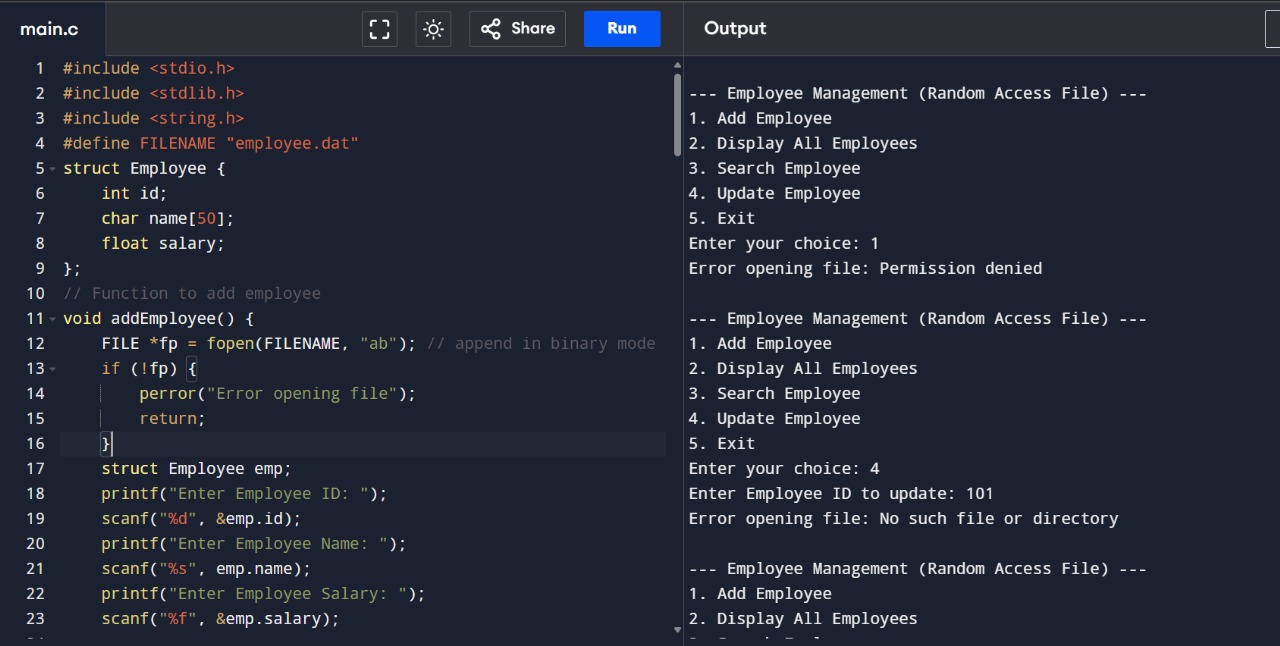 main.c
Share
Run
Output
1 #include <stdio.h>
2 #include <stdlib.h>
3 #include <string.h>
4 #define FILENAME "employee.dat"
5 struct Employee {
6     int id;
7     char name[50];
8     float salary;
9 };
10 // Function to add employee
11 void addEmployee() {
12     FILE *fp = fopen(FILENAME, "ab"); // append in binary mode
13     if (!fp) {
14         perror("Error opening file");
15         return;
16     }
17     struct Employee emp;
18     printf("Enter Employee ID: ");
19     scanf("%d", &emp.id);
20     printf("Enter Employee Name: ");
21     scanf("%s", emp.name);
22     printf("Enter Employee Salary: ");
23     scanf("%f", &emp.salary);
--- Employee Management (Random Access File) ---
1. Add Employee
2. Display All Employees
3. Search Employee
4. Update Employee
5. Exit
Enter your choice: 1
Error opening file: Permission denied
--- Employee Management (Random Access File) ---
1. Add Employee
2. Display All Employees
3. Search Employee
4. Update Employee
5. Exit
Enter your choice: 4
Enter Employee ID to update: 101
Error opening file: No such file or directory
--- Employee Management (Random Access File) ---
1. Add Employee
2. Display All Employees